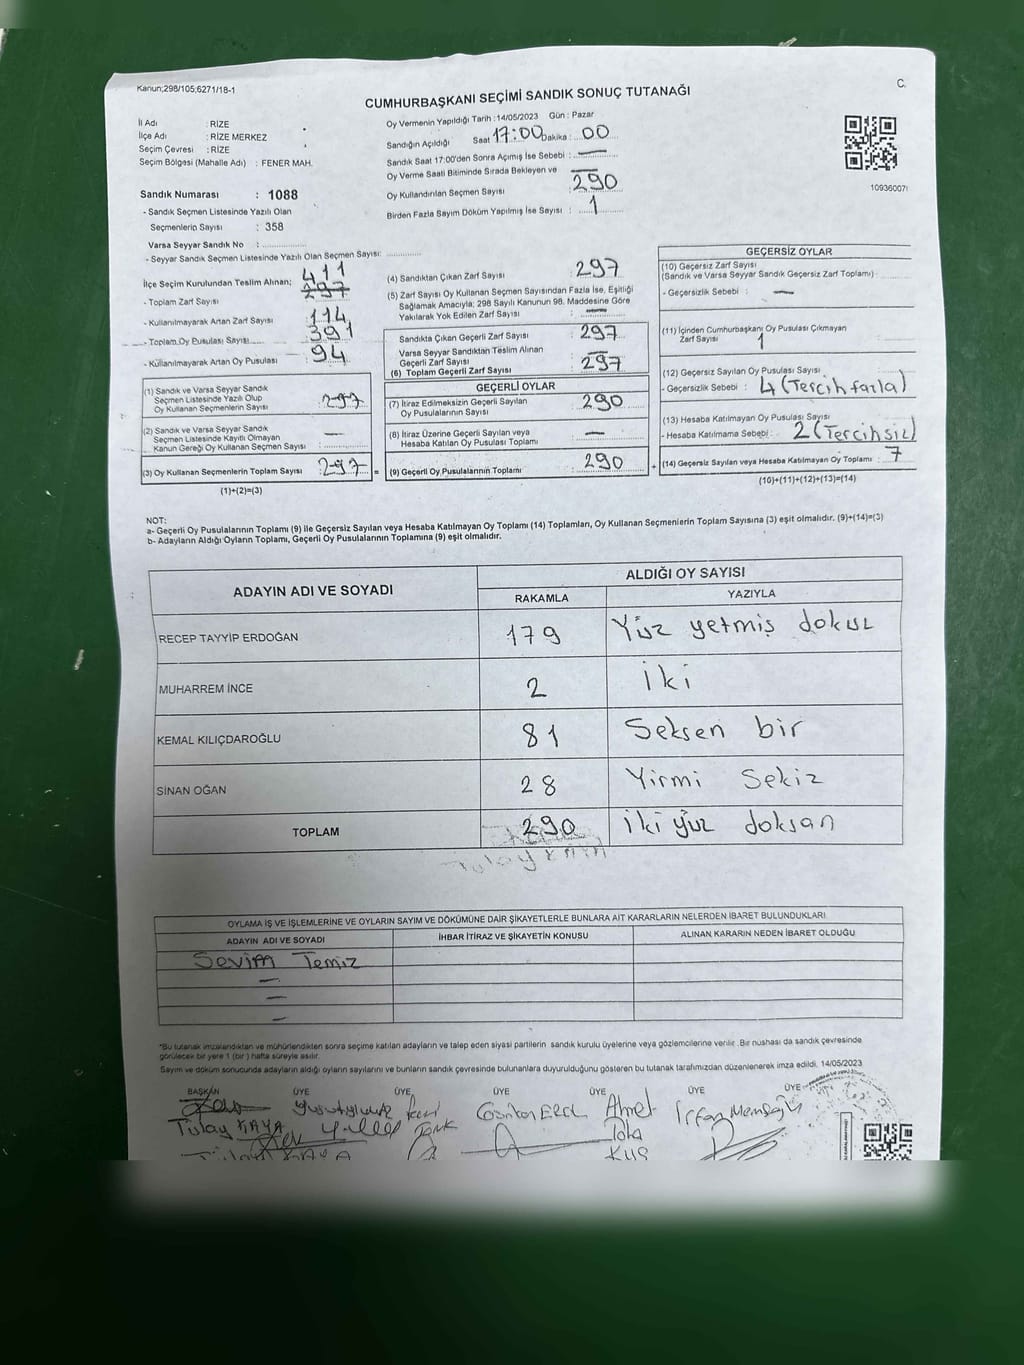 Kanun;298/105;6271/18-1
C.
CUMHURBAŞKANI SEÇİMİ SANDIK SONUÇ TUTANAĞI
İl Adı : RİZE
İlçe Adı : RİZE MERKEZ
Seçim Çevresi : RİZE
Seçim Bölgesi (Mahalle Adı) : FENER MAH.
Sandık Numarası : 1088
- Sandık Seçmen Listesinde Yazılı Olan
Seçmenlerin Sayısı : 358
Varsa Seyyar Sandık No :
- Seyyar Sandık Seçmen Listesinde Yazılı Olan Seçmen Sayısı:
Oy Vermenin Yapıldığı Tarih :14/05/2023 Gün : Pazar
Sandığın Açıldığı Saat 17:00 Dakika : 00
Sandık Saat 17:00'den Sonra Açımış İse Sebebi : —
Oy Verme Saati Bitiminde Sırada Bekleyen ve
Oy Kullandırılan Seçmen Sayısı : 290
Birden Fazla Sayım Döküm Yapılmış İse Sayısı : 1
109360071
İlçe Seçim Kurulundan Teslim Alınan; 411
- Toplam Zarf Sayısı 297
- Kullanılmayarak Artan Zarf Sayısı 114
- Toplam Oy Pusulası Sayısı 391
- Kullanılmayarak Artan Oy Pusulası 94
(1) Sandık ve Varsa Seyyar Sandık
Seçmen Listesinde Yazılı Olup
Oy Kullanan Seçmenlerin Sayısı : 297
(2) Sandık ve Varsa Seyyar Sandık
Seçmen Listesinde Kayıtlı Olmayan
Kanun Gereği Oy Kullanan Seçmen Sayısı : —
(3) Oy Kullanan Seçmenlerin Toplam Sayısı : 297 =
(1)+(2)=(3)
(4) Sandıktan Çıkan Zarf Sayısı : 297
(5) Zarf Sayısı Oy Kullanan Seçmen Sayısından Fazla İse, Eşitliği
Sağlamak Amacıyla; 298 Sayılı Kanunun 98. Maddesine Göre
Yakılarak Yok Edilen Zarf Sayısı : —
Sandıkta Çıkan Geçerli Zarf Sayısı : 297
Varsa Seyyar Sandıktan Teslim Alınan
Geçerli Zarf Sayısı : —
(6) Toplam Geçerli Zarf Sayısı : 297
GEÇERLİ OYLAR
(7) İtiraz Edilmeksizin Geçerli Sayılan
Oy Pusulalarının Sayısı : 290
(8) İtiraz Üzerine Geçerli Sayılan veya
Hesaba Katılan Oy Pusulası Toplamı : —
(9) Geçerli Oy Pusulalarının Toplamı : 290 +
GEÇERSİZ OYLAR
(10) Geçersiz Zarf Sayısı
(Sandık ve Varsa Seyyar Sandık Geçersiz Zarf Toplamı) :
- Geçersizlik Sebebi : —
(11) İçinden Cumhurbaşkanı Oy Pusulası Çıkmayan
Zarf Sayısı : 1
(12) Geçersiz Sayılan Oy Pusulası Sayısı :
- Geçersizlik Sebebi : 4 (Tercih fazla)
(13) Hesaba Katılmayan Oy Pusulası Sayısı
- Hesaba Katılmama Sebebi : 2 (Tercihsiz)
(14) Geçersiz Sayılan veya Hesaba Katılmayan Oy Toplamı : 7
(10)+(11)+(12)+(13)=(14)
NOT:
a- Geçerli Oy Pusulalarının Toplamı (9) ile Geçersiz Sayılan veya Hesaba Katılmayan Oy Toplamı (14) Toplamları, Oy Kullanan Seçmenlerin Toplam Sayısına (3) eşit olmalıdır. (9)+(14)=(3)
b- Adayların Aldığı Oyların Toplamı, Geçerli Oy Pusulalarının Toplamına (9) eşit olmalıdır.
ADAYIN ADI VE SOYADI ALDIĞI OY SAYISI
RAKAMLA YAZIYLA
RECEP TAYYİP ERDOĞAN 179 Yüz yetmiş dokuz
MUHARREM İNCE 2 İki
KEMAL KILIÇDAROĞLU 81 Seksen bir
SİNAN OĞAN 28 Yirmi Sekiz
TOPLAM 290 İki yüz doksan
Tülay KAYA
OYLAMA İŞ VE İŞLEMLERİNE VE OYLARIN SAYIM VE DÖKÜMÜNE DAİR ŞİKAYETLERLE BUNLARA AİT KARARLARIN NELERDEN İBARET BULUNDUKLARI
ADAYIN ADI VE SOYADI İHBAR İTİRAZ VE ŞİKAYETİN KONUSU ALINAN KARARIN NEDEN İBARET OLDUĞU
Sevim Temiz
—
—
—
*Bu tutanak imzalandıktan ve mühürlendikten sonra seçime katılan adayların ve talep eden siyasi partilerin sandık kurulu üyelerine veya gözlemcilerine verilir. Bir nüshası da sandık çevresinde
görülecek bir yere 1 (bir) hafta süreyle asılır.
Sayım ve döküm sonucunda adayların aldığı oyların sayılarını ve bunların sandık çevresinde bulunanlara duyurulduğunu gösteren bu tutanak tarafımızdan düzenlenerek imza edildi. 14/05/2023
BAŞKAN ÜYE ÜYE ÜYE ÜYE ÜYE ÜYE
Tülay KAYA
Ahmet
Tülay KAYA